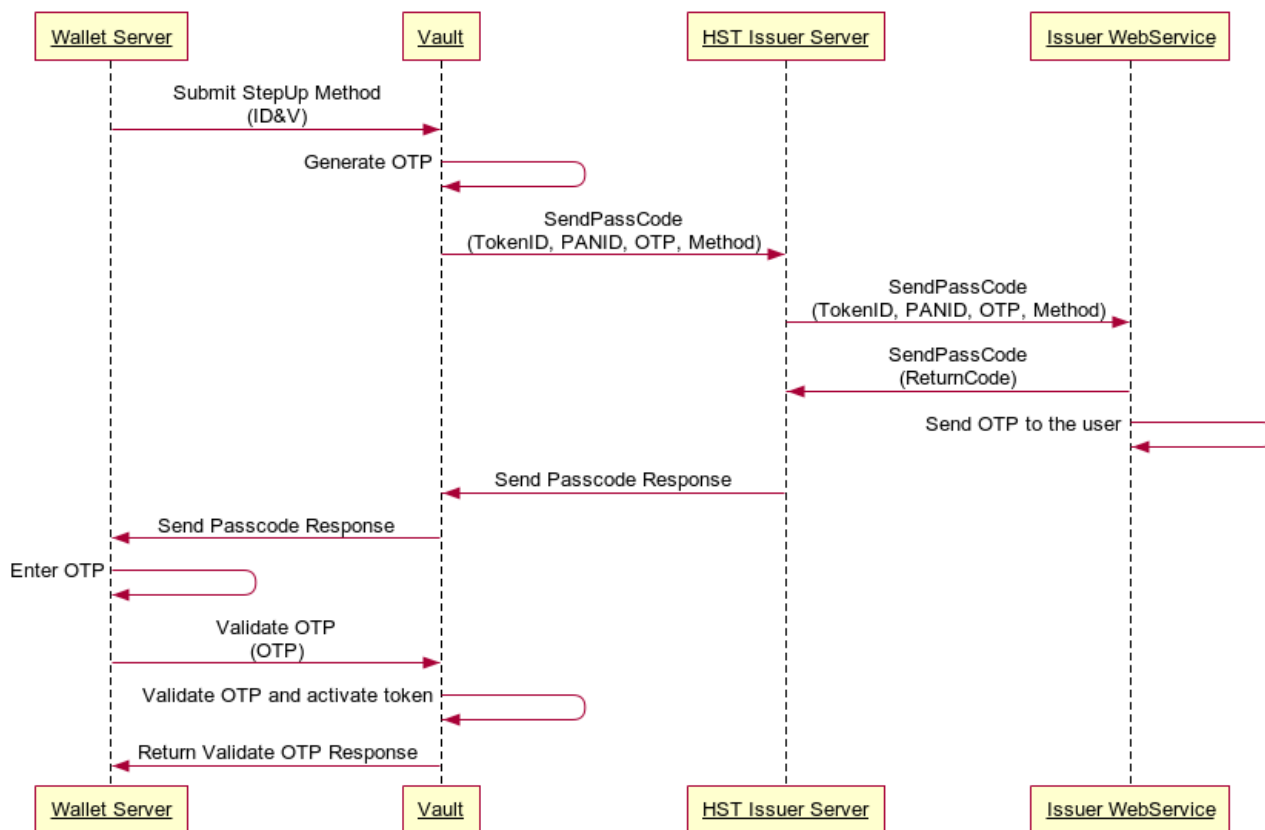 Wallet Server
Vault
HST Issuer Server
Issuer WebService
Submit StepUp Method
(ID&V)
Generate OTP
SendPassCode
(TokenID, PANID, OTP, Method)
SendPassCode
(TokenID, PANID, OTP, Method)
SendPassCode
(ReturnCode)
Send OTP to the user
Send Passcode Response
Send Passcode Response
Enter OTP
Validate OTP
(OTP)
Validate OTP and activate token
Return Validate OTP Response
Wallet Server
Vault
HST Issuer Server
Issuer WebService